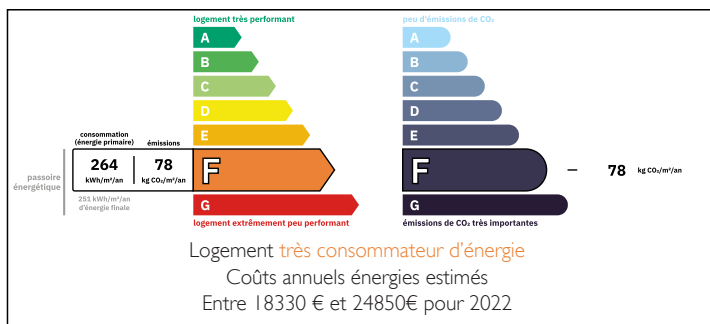 logement très performant
A
B
C
D
E
consommation
(énergie primaire)
émissions
264
78
kWh/m²/an
kg CO₂/m²/an
F
passoire
énergétique
251 kWh/m²/an
d'énergie finale
G
logement extrêmement peu performant
peu d'émissions de CO₂
A
B
C
D
E
F
78 kg CO₂/m²/an
G
émissions de CO₂ très importantes
Logement très consommateur d'énergie
Coûts annuels énergies estimés
Entre 18330 € et 24850€ pour 2022